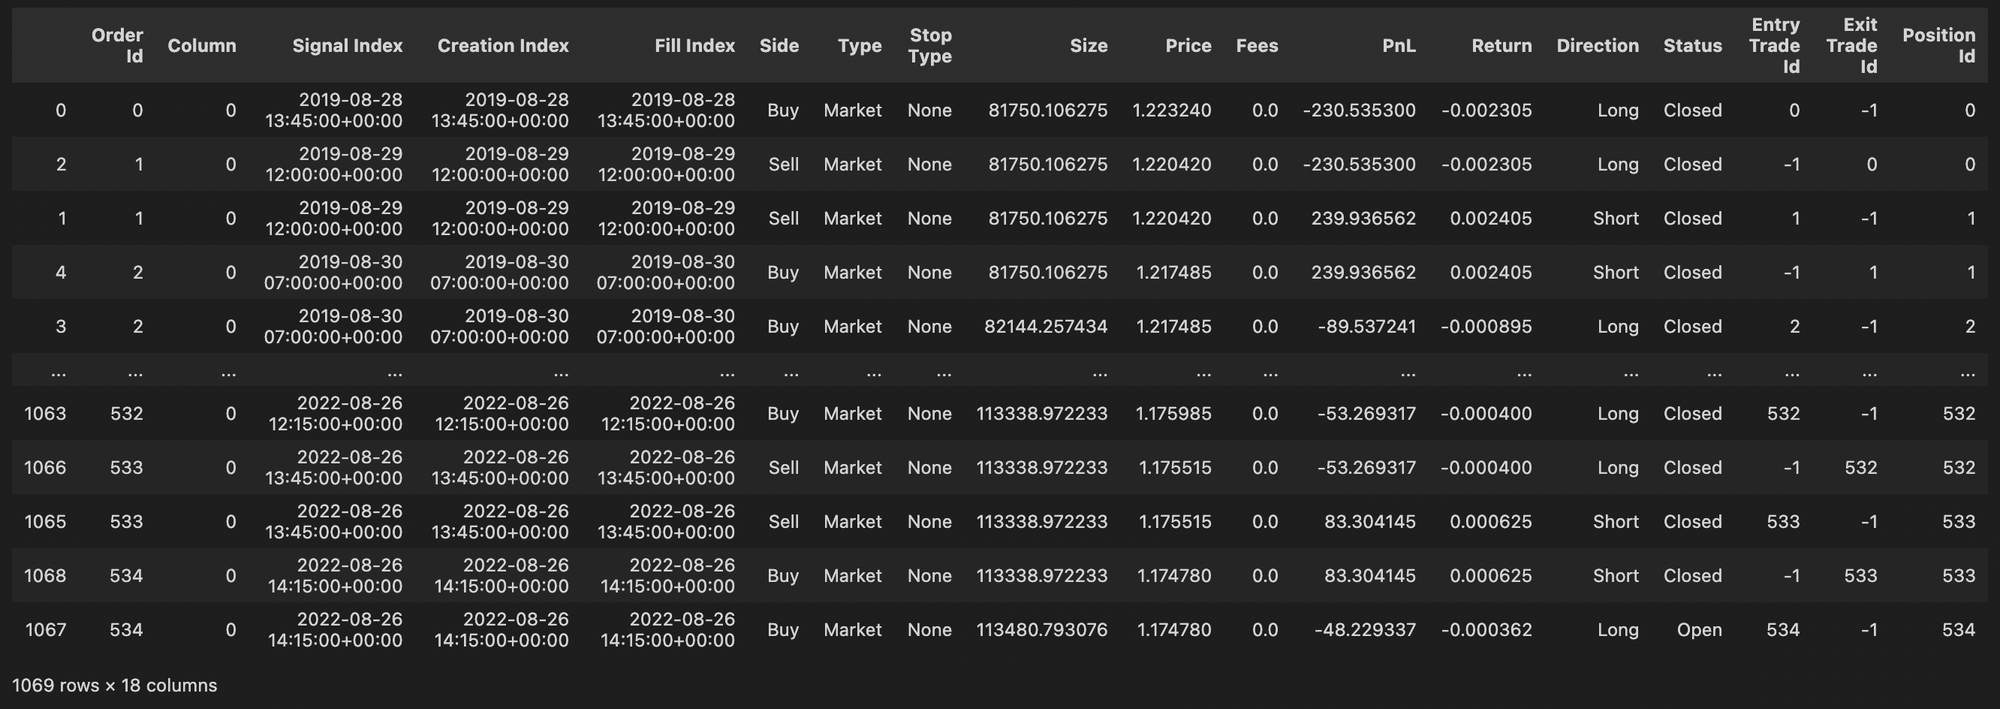 Order Id Column Signal Index Creation Index Fill Index Side Type Stop Type Size Price Fees PnL Return Direction Status Entry Trade Id Exit Trade Id Position Id
0 0 0 2019-08-28 13:45:00+00:00 2019-08-28 13:45:00+00:00 2019-08-28 13:45:00+00:00 Buy Market None 81750.106275 1.223240 0.0 -230.535300 -0.002305 Long Closed 0 -1 0
2 1 0 2019-08-29 12:00:00+00:00 2019-08-29 12:00:00+00:00 2019-08-29 12:00:00+00:00 Sell Market None 81750.106275 1.220420 0.0 -230.535300 -0.002305 Long Closed -1 0 0
1 1 0 2019-08-29 12:00:00+00:00 2019-08-29 12:00:00+00:00 2019-08-29 12:00:00+00:00 Sell Market None 81750.106275 1.220420 0.0 239.936562 0.002405 Short Closed 1 -1 1
4 2 0 2019-08-30 07:00:00+00:00 2019-08-30 07:00:00+00:00 2019-08-30 07:00:00+00:00 Buy Market None 81750.106275 1.217485 0.0 239.936562 0.002405 Short Closed -1 1 1
3 2 0 2019-08-30 07:00:00+00:00 2019-08-30 07:00:00+00:00 2019-08-30 07:00:00+00:00 Buy Market None 82144.257434 1.217485 0.0 -89.537241 -0.000895 Long Closed 2 -1 2
... ... ... ... ... ... ... ... ... ... ... ... ... ... ... ... ... ... ...
1063 532 0 2022-08-26 12:15:00+00:00 2022-08-26 12:15:00+00:00 2022-08-26 12:15:00+00:00 Buy Market None 113338.972233 1.175985 0.0 -53.269317 -0.000400 Long Closed 532 -1 532
1066 533 0 2022-08-26 13:45:00+00:00 2022-08-26 13:45:00+00:00 2022-08-26 13:45:00+00:00 Sell Market None 113338.972233 1.175515 0.0 -53.269317 -0.000400 Long Closed -1 532 532
1065 533 0 2022-08-26 13:45:00+00:00 2022-08-26 13:45:00+00:00 2022-08-26 13:45:00+00:00 Sell Market None 113338.972233 1.175515 0.0 83.304145 0.000625 Short Closed 533 -1 533
1068 534 0 2022-08-26 14:15:00+00:00 2022-08-26 14:15:00+00:00 2022-08-26 14:15:00+00:00 Buy Market None 113338.972233 1.174780 0.0 83.304145 0.000625 Short Closed -1 533 533
1067 534 0 2022-08-26 14:15:00+00:00 2022-08-26 14:15:00+00:00 2022-08-26 14:15:00+00:00 Buy Market None 113480.793076 1.174780 0.0 -48.229337 -0.000362 Long Open 534 -1 534
1069 rows × 18 columns